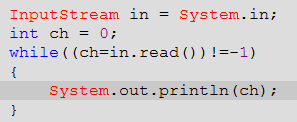 InputStream in = System.in;
int ch = 0;
while((ch=in.read())!=-1)
{
System.out.println(ch);
}